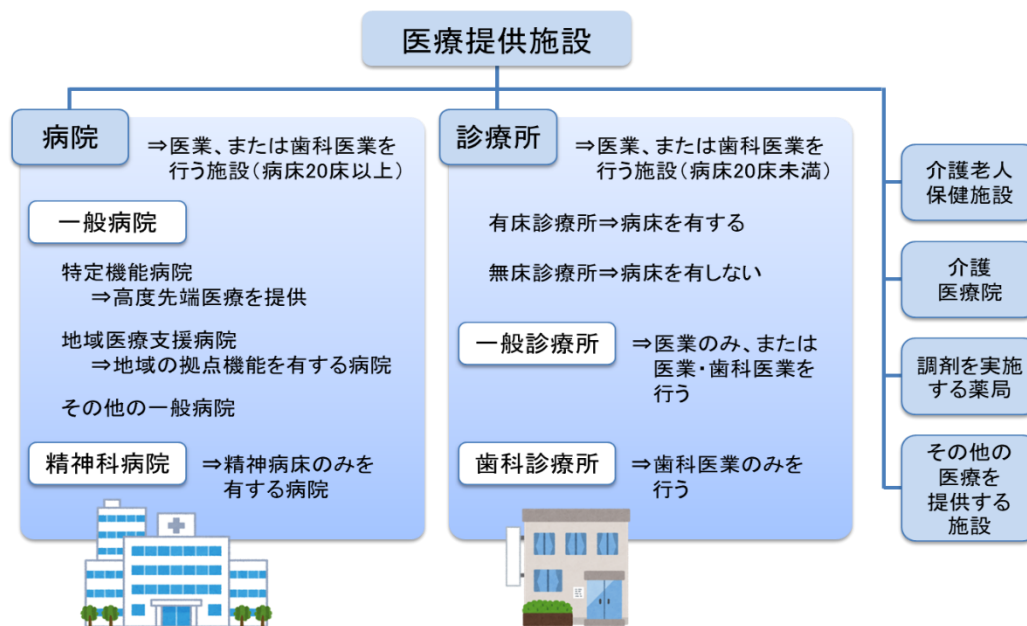 医療提供施設
病院
⇒医業、または歯科医業を
行う施設（病床20床以上）
一般病院
特定機能病院
⇒高度先端医療を提供
地域医療支援病院
⇒地域の拠点機能を有する病院
その他の一般病院
精神科病院
⇒精神病床のみを
有する病院
診療所
⇒医業、または歯科医業を
行う施設（病床20床未満）
有床診療所⇒病床を有する
無床診療所⇒病床を有しない
一般診療所
⇒医業のみ、または
医業・歯科医業を
行う
歯科診療所
⇒歯科医業のみを
行う
介護老人
保健施設
介護
医療院
調剤を実施
する薬局
その他の
医療を
提供する
施設